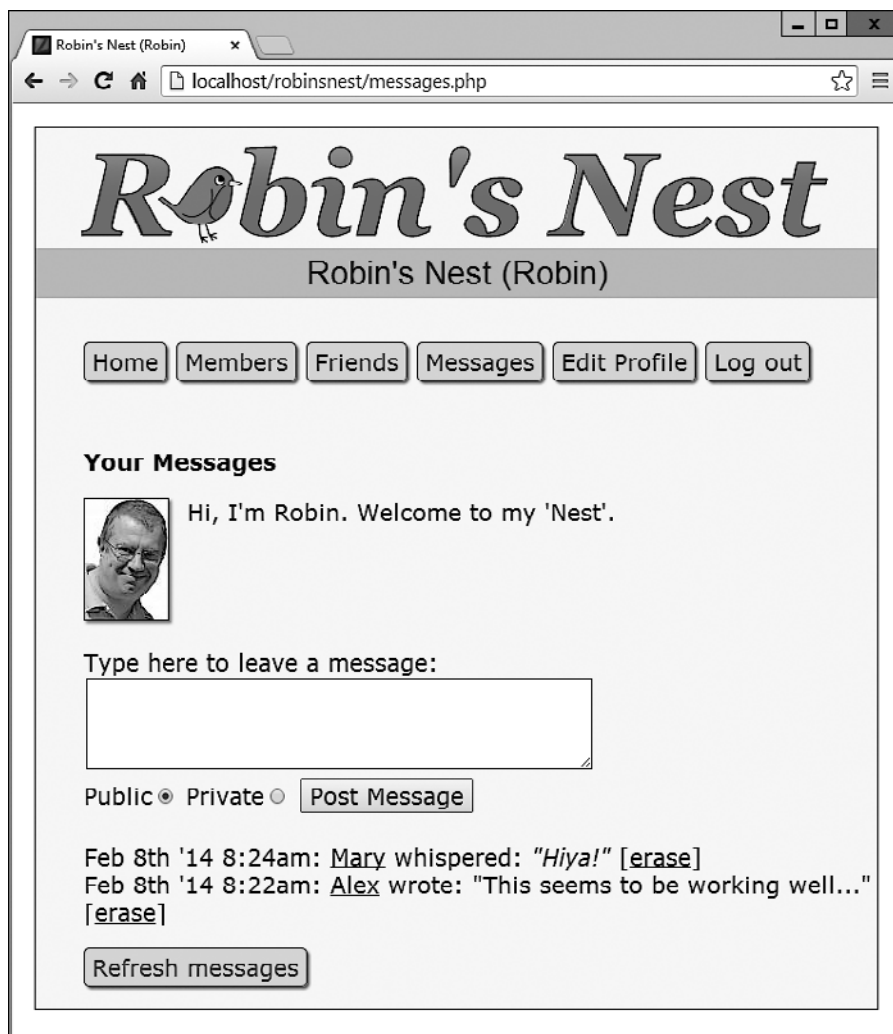 Robin's Nest (Robin)
localhost/robinsnest/messages.php
Robin's Nest
Robin's Nest (Robin)
Home Members Friends Messages Edit Profile Log out
Your Messages
Hi, I'm Robin. Welcome to my 'Nest'.
Type here to leave a message:
Public Private Post Message
Feb 8th '14 8:24am: Mary whispered: "Hiya!" [erase]
Feb 8th '14 8:22am: Alex wrote: "This seems to be working well..."
[erase]
Refresh messages